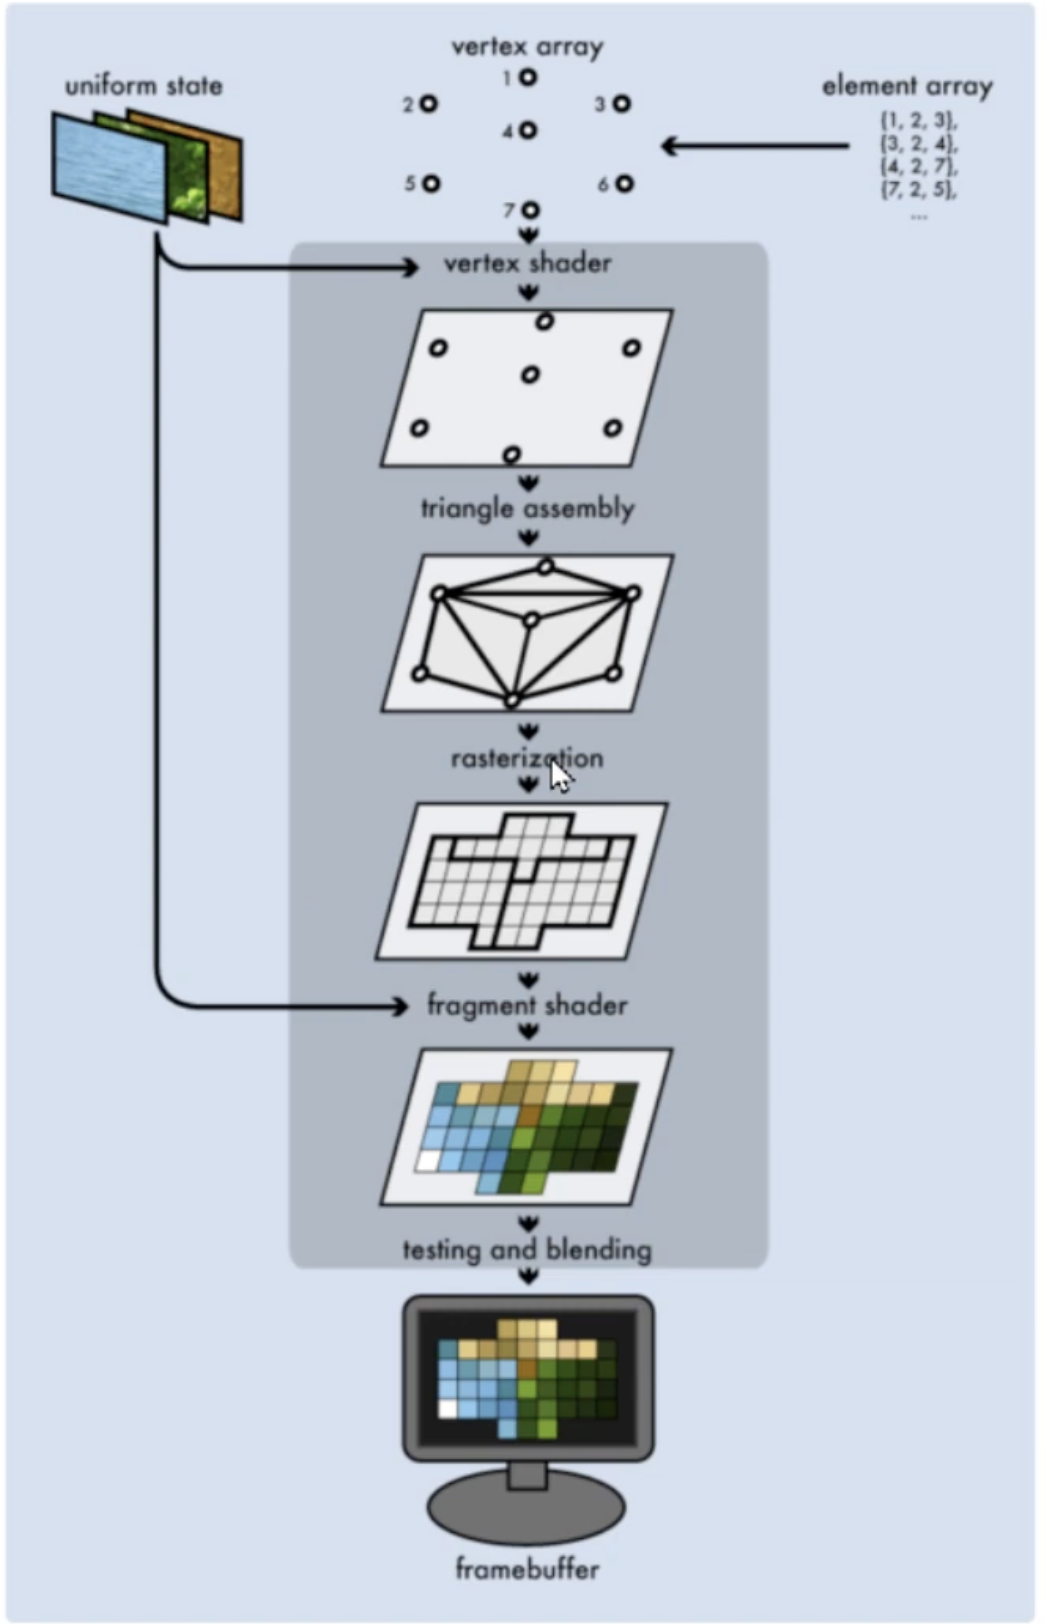 vertex array
uniform state
element array
1
2
3
4
5
6
7
{1, 2, 3},
{3, 2, 4},
{4, 2, 7},
{7, 2, 5},
...
vertex shader
triangle assembly
rasterization
fragment shader
testing and blending
framebuffer